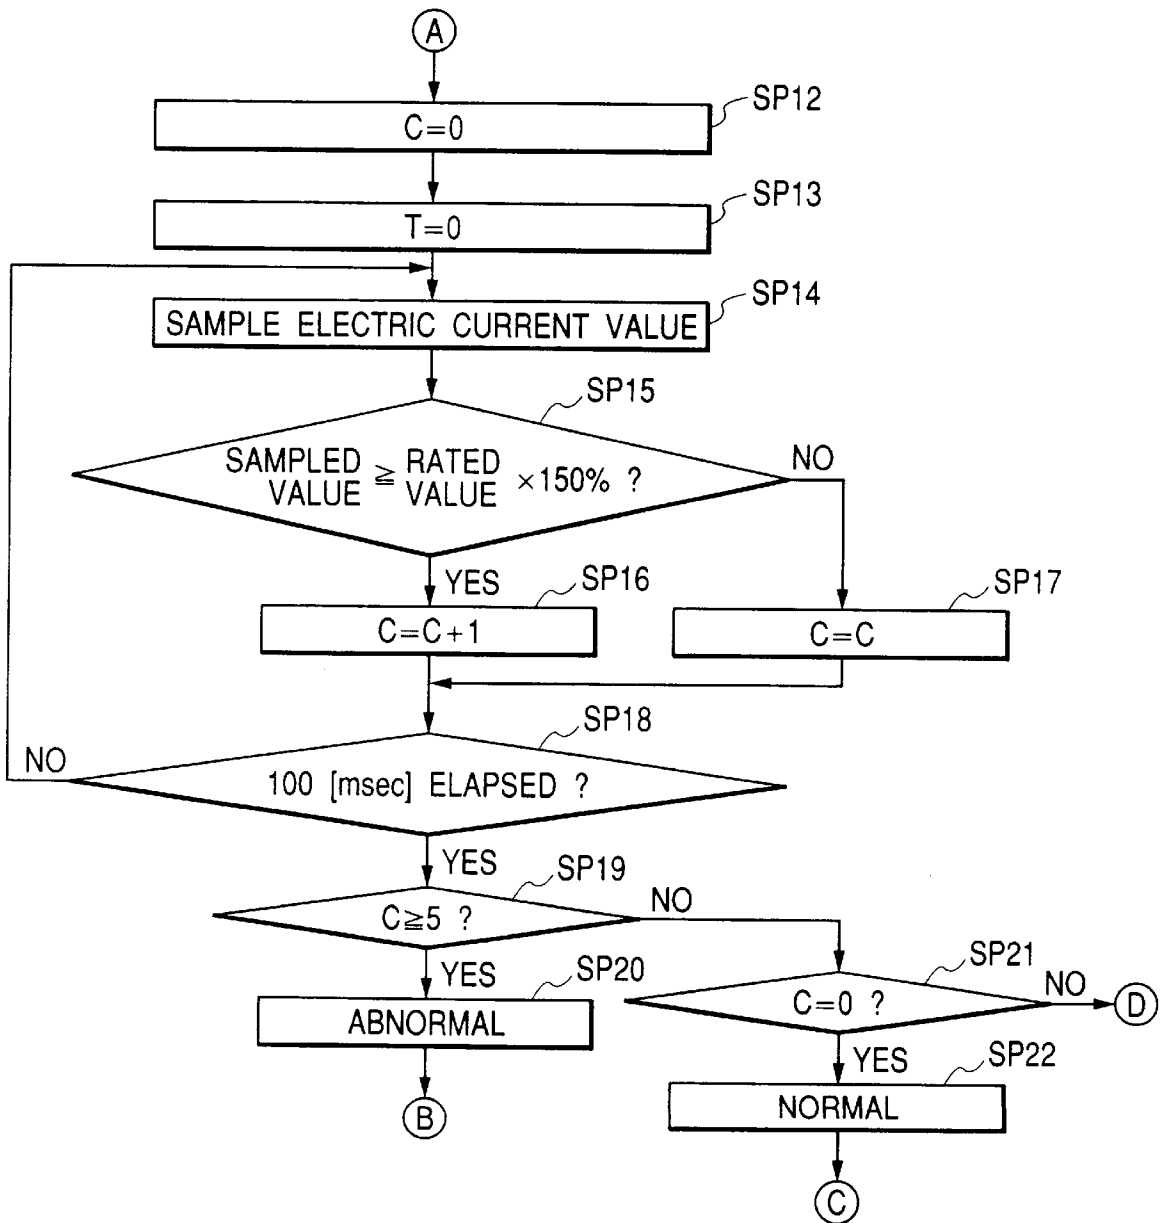 A
SP12
C=0
SP13
T=0
SP14
SAMPLE ELECTRIC CURRENT VALUE
SP15
SAMPLED VALUE ≧ RATED VALUE ×150% ?
NO
YES
SP16
C=C+1
SP17
C=C
SP18
NO
100 [msec] ELAPSED ?
YES
SP19
C≧5 ?
NO
YES
SP20
ABNORMAL
B
SP21
C=0 ?
NO
D
YES
SP22
NORMAL
C